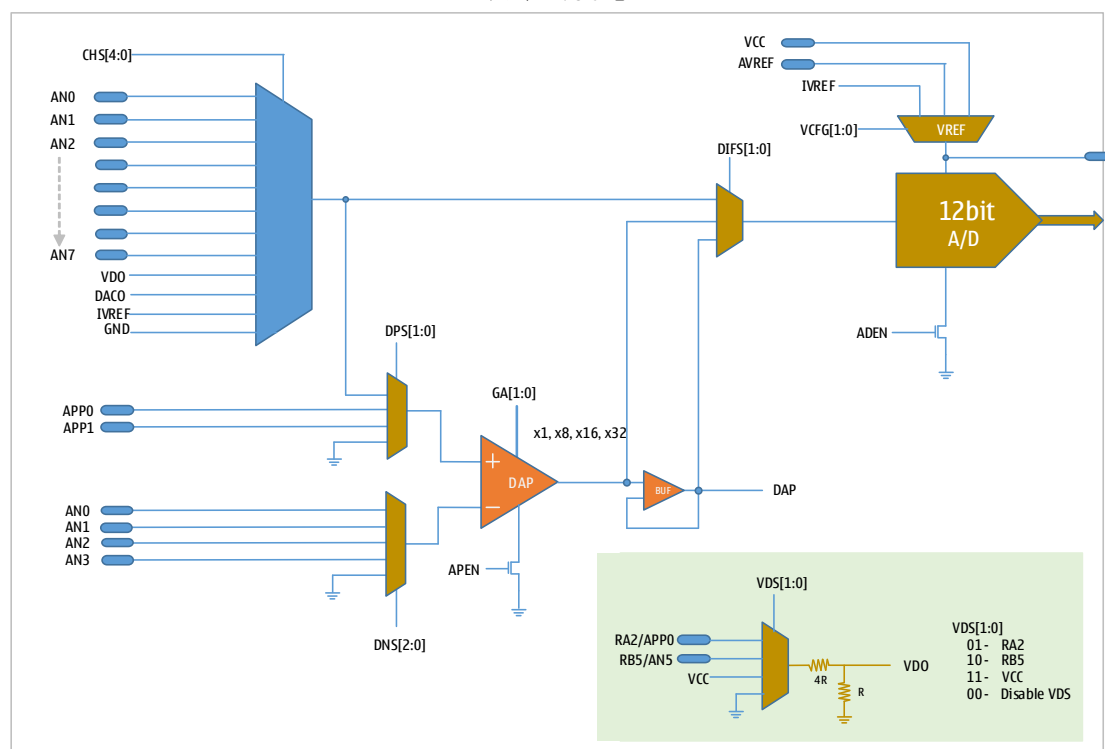 CHS[4:0]
AN0
AN1
AN2
AN7
VDO
DACO
IVREF
GND
VCC
AVREF
IVREF
VCFG[1:0]
VREF
DIFS[1:0]
12bit
A/D
ADEN
DPS[1:0]
APP0
APP1
GA[1:0]
x1, x8, x16, x32
DAP
BUF
DAP
AN0
AN1
AN2
AN3
APEN
DNS[2:0]
VDS[1:0]
RA2/APP0
RB5/AN5
VCC
4R
R
VDO
VDS[1:0]
01- RA2
10- RB5
11- VCC
00- Disable VDS